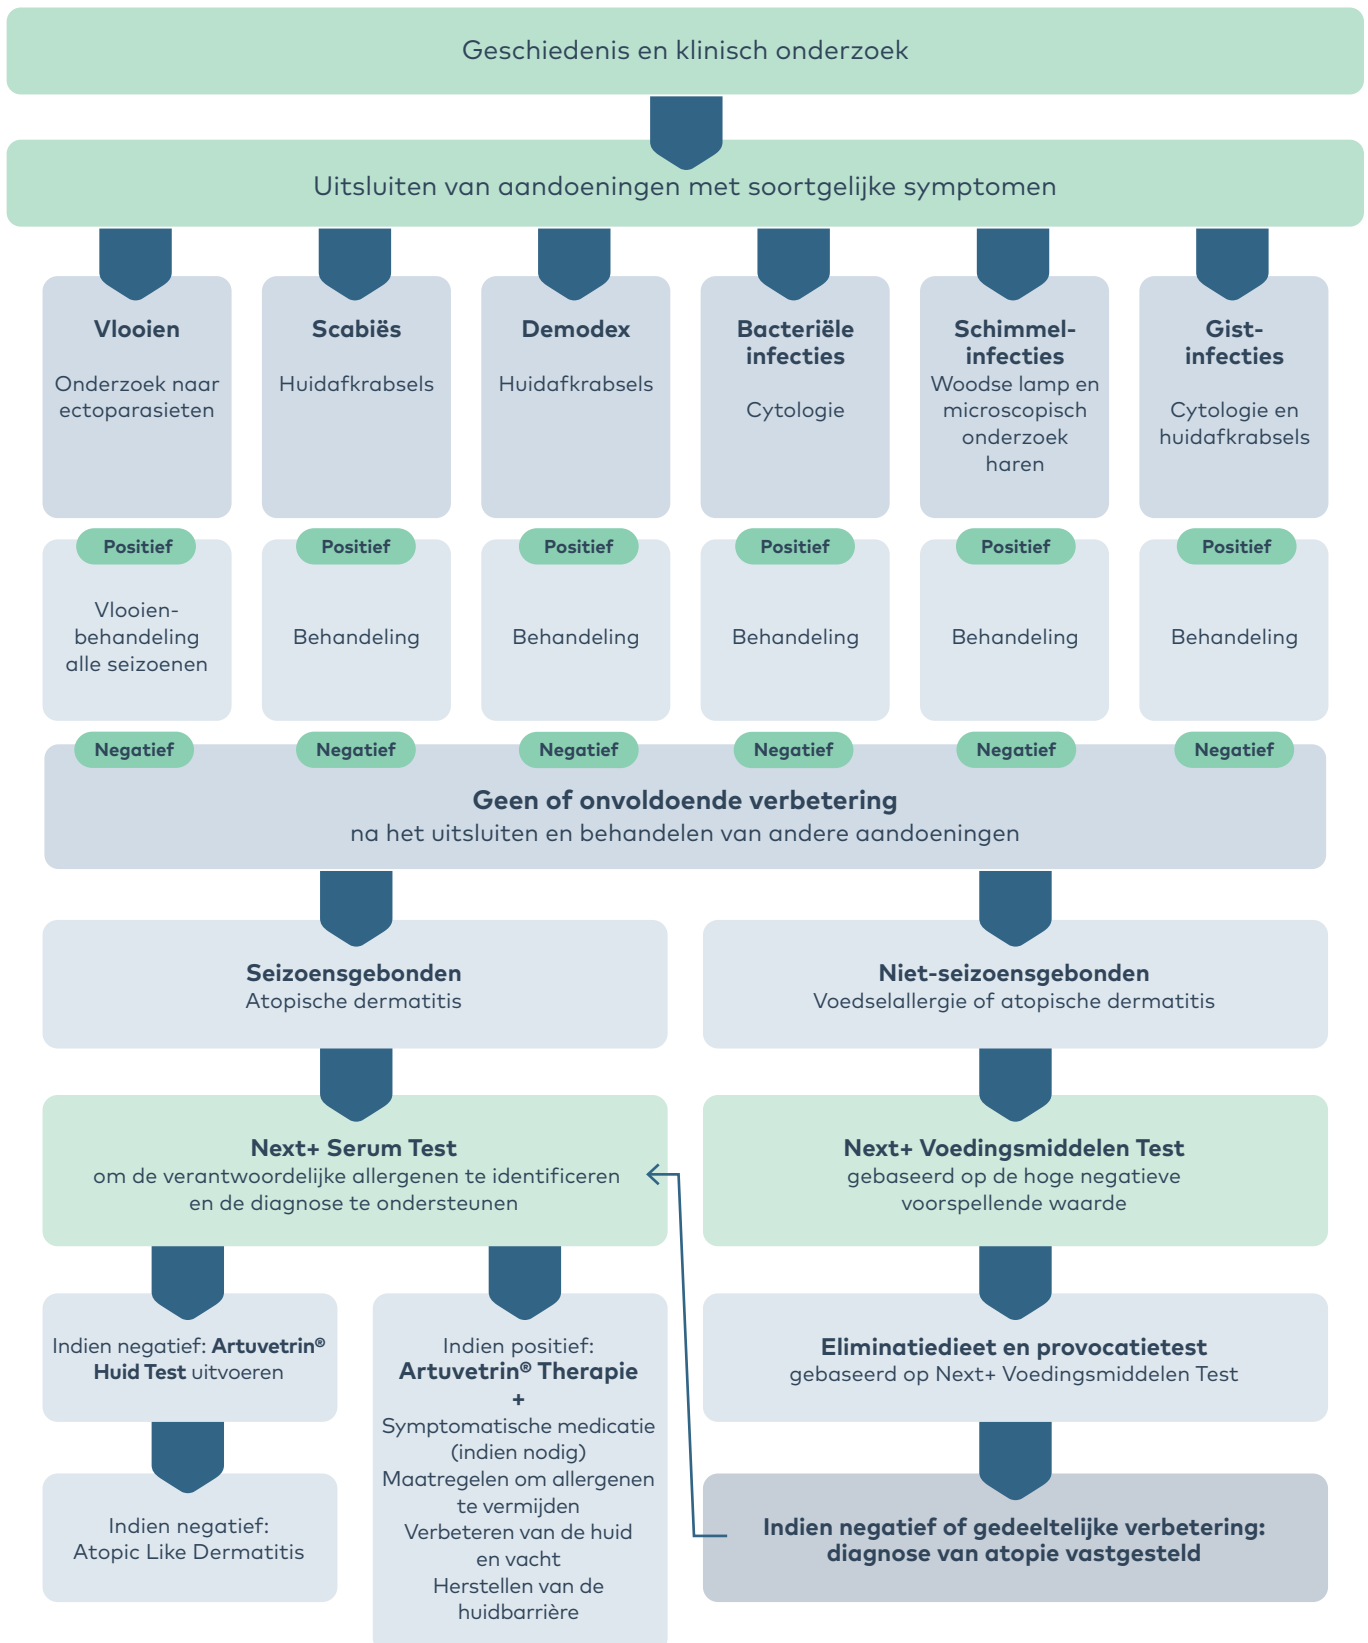 Geschiedenis en klinisch onderzoek
Uitsluiten van aandoeningen met soortgelijke symptomen
Vlooien
Onderzoek naar
ectoparasieten
Scabiës
Huidafkrabsels
Demodex
Huidafkrabsels
Bacteriële
infecties
Cytologie
Schimmel-
infecties
Woodse lamp en
microscopisch
onderzoek
haren
Gist-
infecties
Cytologie en
huidafkrabsels
Positief
Positief
Positief
Positief
Positief
Positief
Vlooien-
behandeling
alle seizoenen
Behandeling
Behandeling
Behandeling
Behandeling
Behandeling
Negatief
Negatief
Negatief
Negatief
Negatief
Negatief
Geen of onvoldoende verbetering
na het uitsluiten en behandelen van andere aandoeningen
Seizoensgebonden
Atopische dermatitis
Niet-seizoensgebonden
Voedselallergie of atopische dermatitis
Next+ Serum Test
om de verantwoordelijke allergenen te identificeren
en de diagnose te ondersteunen
Next+ Voedingsmiddelen Test
gebaseerd op de hoge negatieve
voorspellende waarde
Indien negatief: Artuvetrin®
Huid Test uitvoeren
Indien positief:
Artuvetrin® Therapie
+
Symptomatische medicatie
(indien nodig)
Maatregelen om allergenen
te vermijden
Verbeteren van de huid
en vacht
Herstellen van de
huidbarrière
Eliminatiedieet en provocatietest
gebaseerd op Next+ Voedingsmiddelen Test
Indien negatief:
Atopic Like Dermatitis
Indien negatief of gedeeltelijke verbetering:
diagnose van atopie vastgesteld